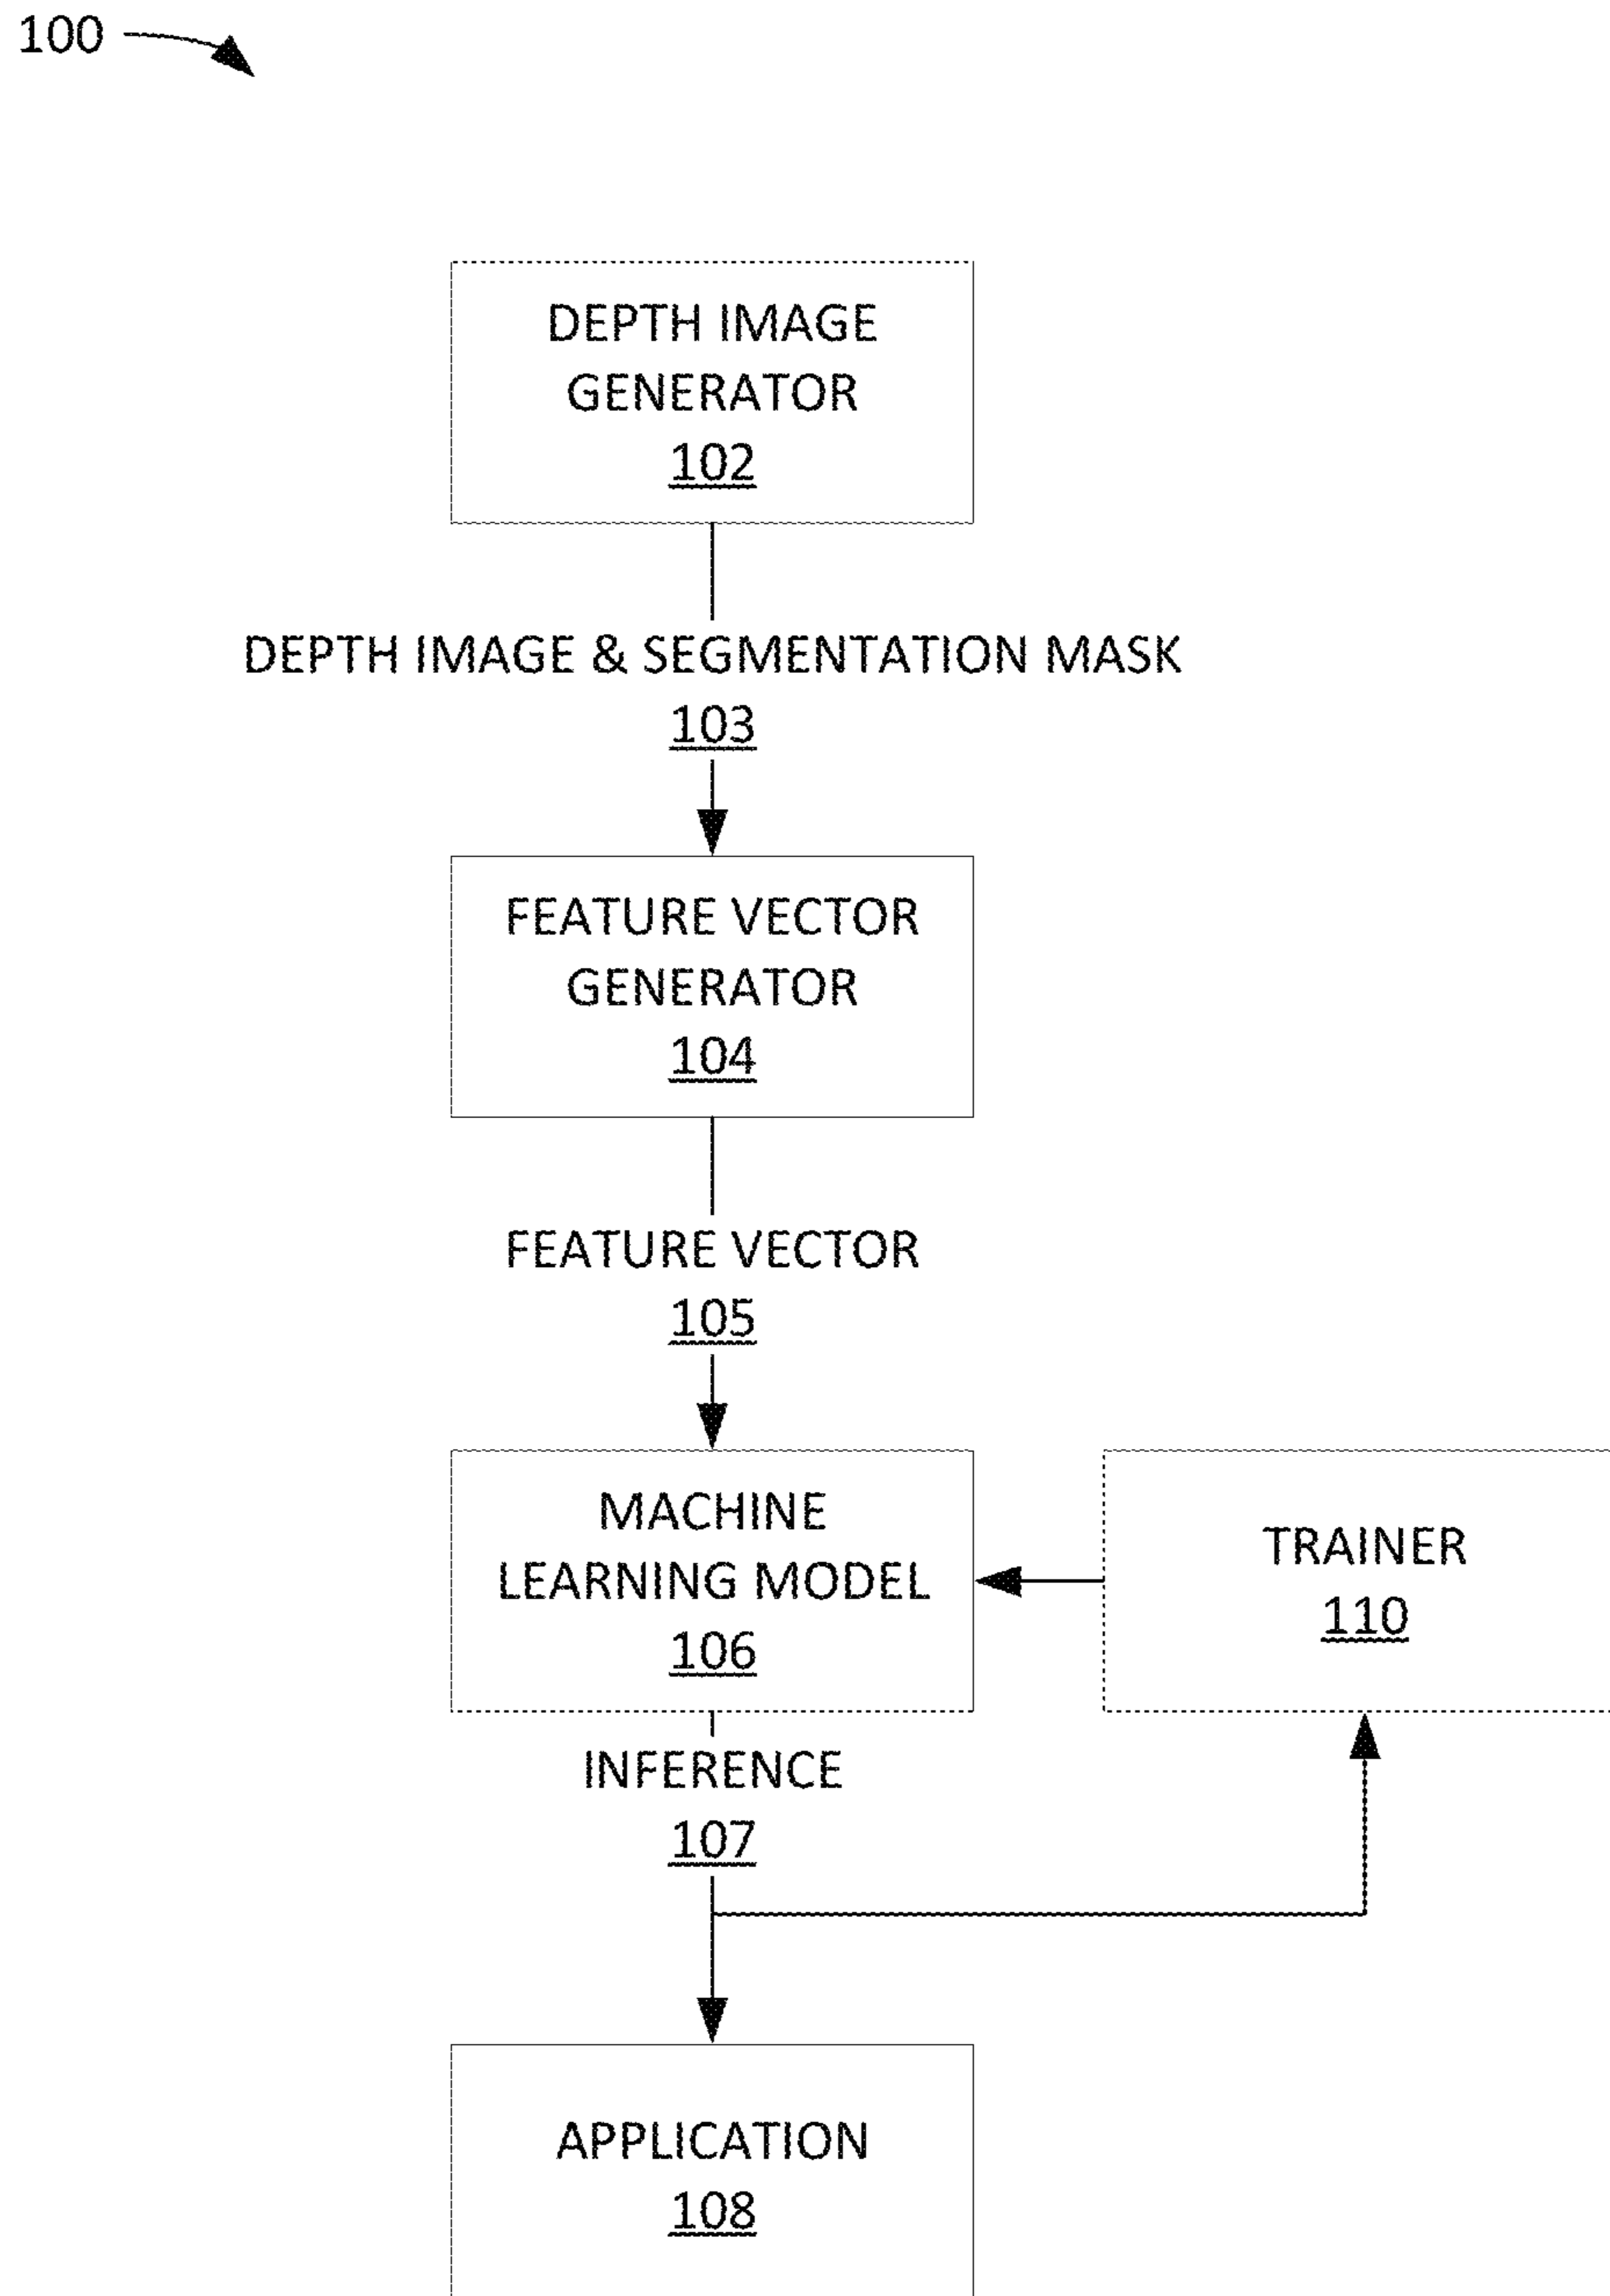 100
DEPTH IMAGE
GENERATOR
102
DEPTH IMAGE & SEGMENTATION MASK
103
FEATURE VECTOR
GENERATOR
104
FEATURE VECTOR
105
MACHINE
LEARNING MODEL
106
TRAINER
110
INFERENCE
107
APPLICATION
108